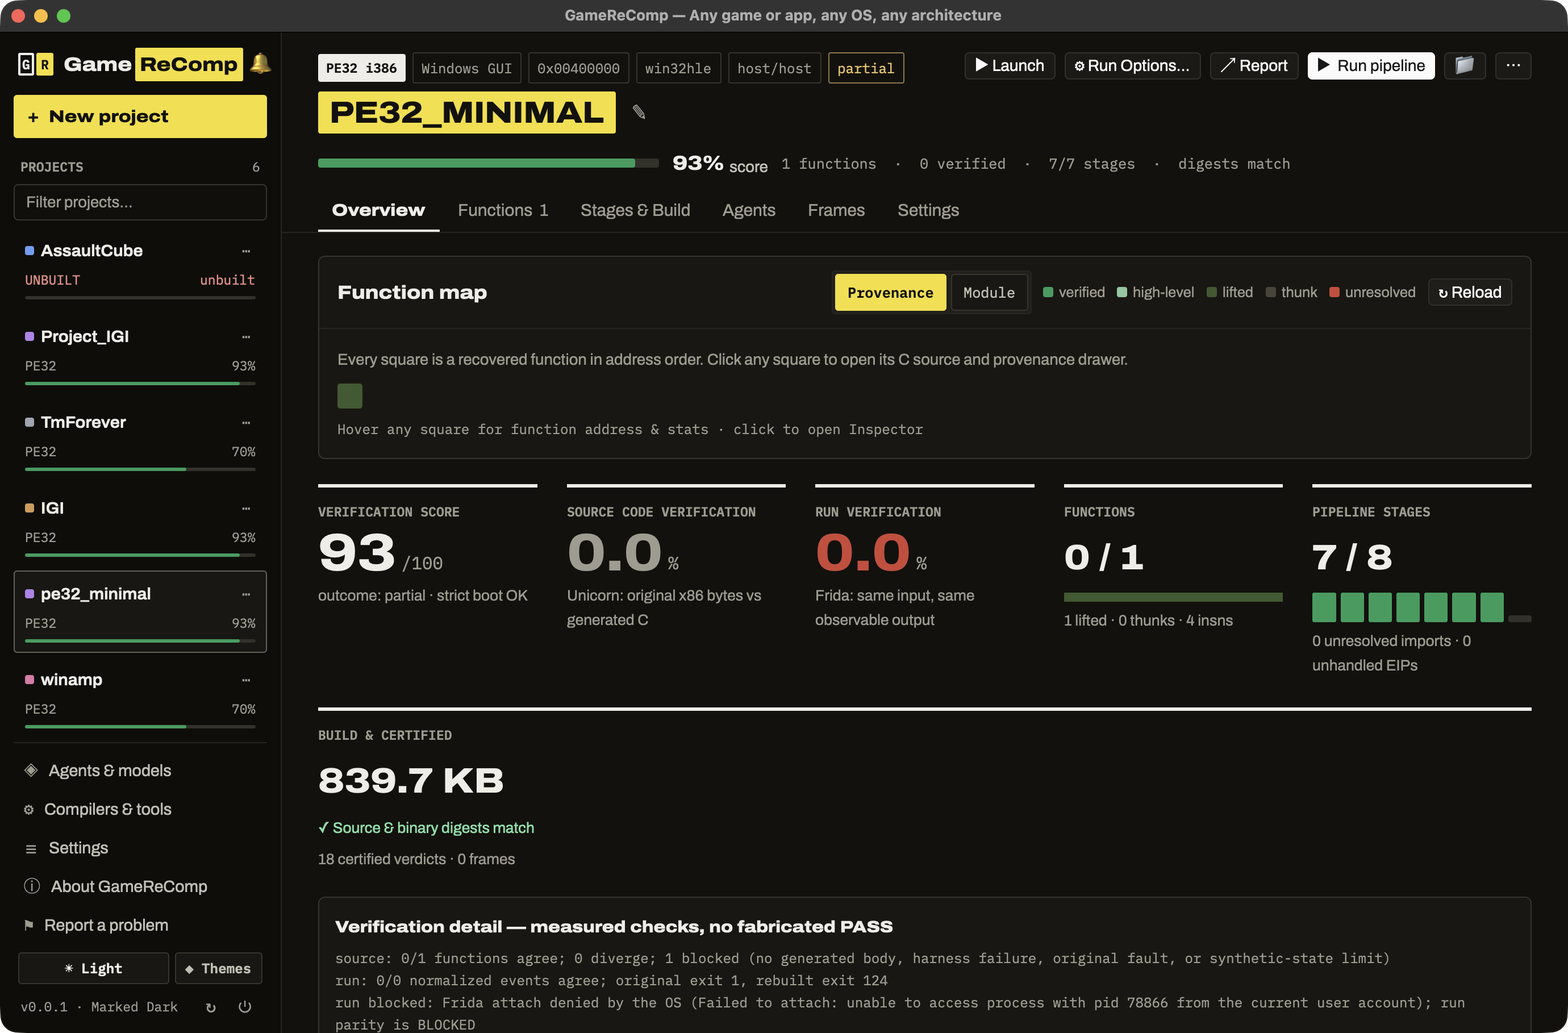 GameReComp — Any game or app, any OS, any architecture
G R Game ReComp
+ New project
PROJECTS 6
Filter projects...
AssaultCube ...
UNBUILT unbuilt
Project_IGI ...
PE32 93%
TmForever ...
PE32 70%
IGI ...
PE32 93%
pe32_minimal ...
PE32 93%
winamp ...
PE32 70%
Agents & models
Compilers & tools
Settings
About GameReComp
Report a problem
Light
Themes
v0.0.1 · Marked Dark
PE32 i386 Windows GUI 0x00400000 win32hle host/host partial
Launch Run Options... Report Run pipeline ...
PE32_MINIMAL
93% score 1 functions · 0 verified · 7/7 stages · digests match
Overview Functions 1 Stages & Build Agents Frames Settings
Function map
Provenance Module verified high-level lifted thunk unresolved ↻ Reload
Every square is a recovered function in address order. Click any square to open its C source and provenance drawer.
Hover any square for function address & stats · click to open Inspector
VERIFICATION SCORE
93 /100
outcome: partial · strict boot OK
SOURCE CODE VERIFICATION
0.0 %
Unicorn: original x86 bytes vs
generated C
RUN VERIFICATION
0.0 %
Frida: same input, same
observable output
FUNCTIONS
0 / 1
1 lifted · 0 thunks · 4 insns
PIPELINE STAGES
7 / 8
0 unresolved imports · 0
unhandled EIPs
BUILD & CERTIFIED
839.7 KB
✓ Source & binary digests match
18 certified verdicts · 0 frames
Verification detail — measured checks, no fabricated PASS
source: 0/1 functions agree; 0 diverge; 1 blocked (no generated body, harness failure, original fault, or synthetic-state limit)
run: 0/0 normalized events agree; original exit 1, rebuilt exit 124
run blocked: Frida attach denied by the OS (Failed to attach: unable to access process with pid 78866 from the current user account); run
parity is BLOCKED